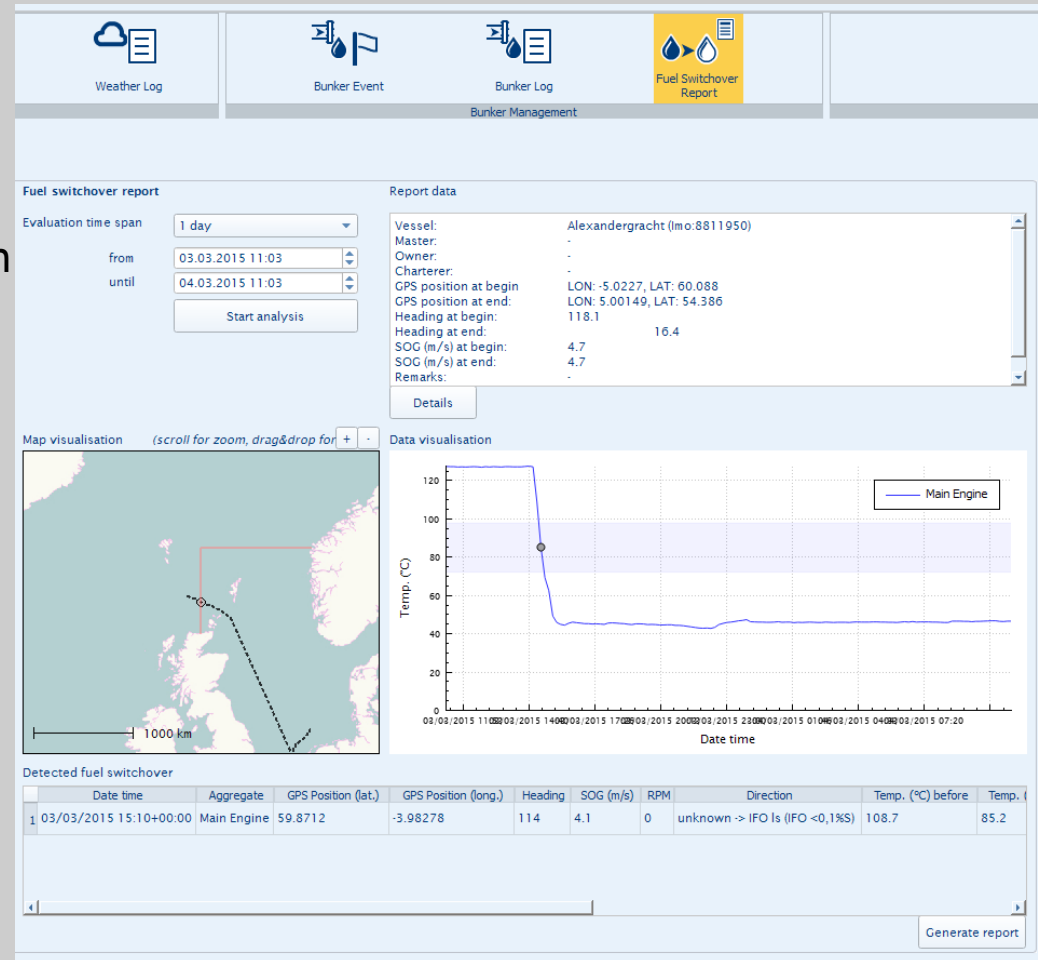 Weather Log
Bunker Event
Bunker Log
Fuel Switchover
Report
Bunker Management
n
Fuel switchover report
Evaluation time span
1 day
from
03.03.2015 11:03
until
04.03.2015 11:03
Start analysis
Report data
Vessel: Alexandergracht (Imo:8811950)
Master: -
Owner: -
Charterer: -
GPS position at begin LON: -5.0227, LAT: 60.088
GPS position at end: LON: 5.00149, LAT: 54.386
Heading at begin: 118.1
Heading at end: 16.4
SOG (m/s) at begin: 4.7
SOG (m/s) at end: 4.7
Remarks: -
Details
Map visualisation (scroll for zoom, drag&drop for + -
1000 km
Data visualisation
Main Engine
Temp. (°C)
120
100
80
60
40
20
0
Date time
Detected fuel switchover
Date time Aggregate GPS Position (lat.) GPS Position (long.) Heading SOG (m/s) RPM Direction Temp. (°C) before Temp. (
1 03/03/2015 15:10+00:00 Main Engine 59.8712 -3.98278 114 4.1 0 unknown -> IFO ls (IFO <0,1%S) 108.7 85.2
Generate report